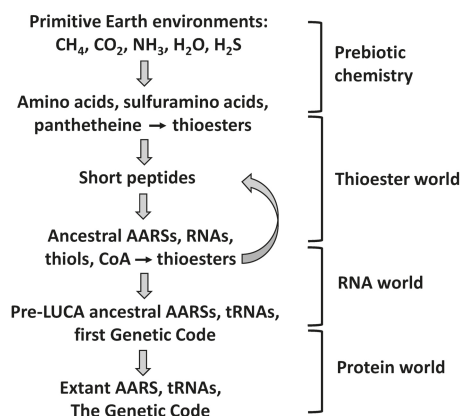 Primitive Earth environments:
CH₄, CO₂, NH₃, H₂O, H₂S
Prebiotic
chemistry
Amino acids, sulfuramino acids,
panthetheine → thioesters
Short peptides
Thioester world
Ancestral AARSs, RNAs,
thiols, CoA → thioesters
RNA world
Pre-LUCA ancestral AARSs, tRNAs,
first Genetic Code
Protein world
Extant AARS, tRNAs,
The Genetic Code